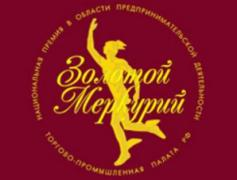 НАЦИОНАЛЬНАЯ ПРЕМИЯ В ОБЛАСТИ ПРЕДПРИНИМАТЕЛЬСКОЙ ДЕЯТЕЛЬНОСТИ
Золотой
Меркурий
ТОРГОВО-ПРОМЫШЛЕННАЯ ПАЛАТА РФ